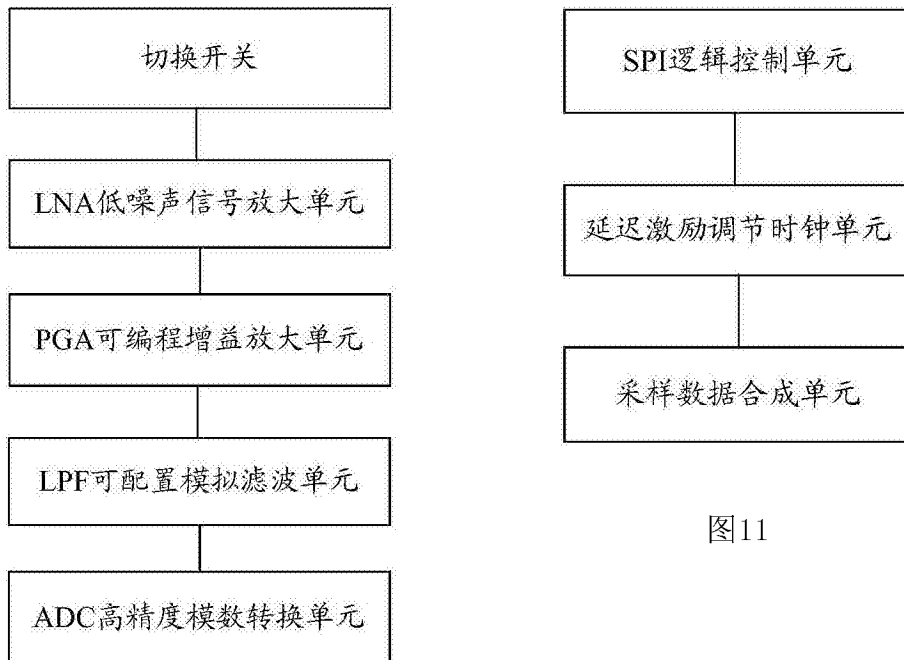 切换开关
LNA低噪声信号放大单元
PGA可编程增益放大单元
LPF可配置模拟滤波单元
ADC高精度模数转换单元
SPI逻辑控制单元
延迟激励调节时钟单元
采样数据合成单元
图11